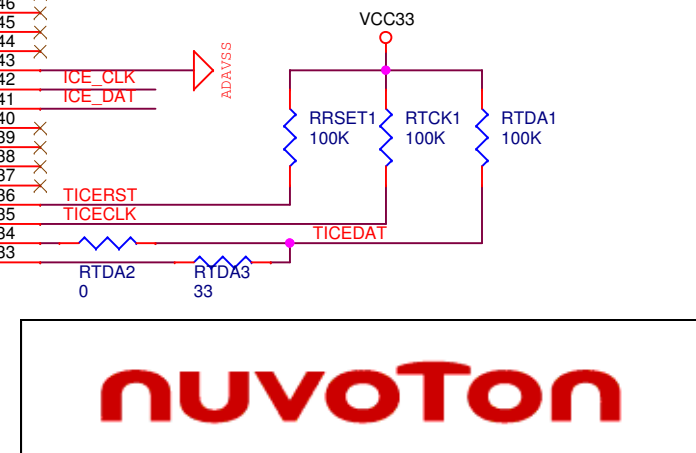 VCC33
46
45
44
43
42
41
40
39
38
37
36
35
34
33
ADAVSS
ICE_CLK
ICE_DAT
RRSET1
100K
RTCK1
100K
RTDA1
100K
TICERST
TICECLK
TICEDAT
RTDA2
0
RTDA3
33
nuvoTon